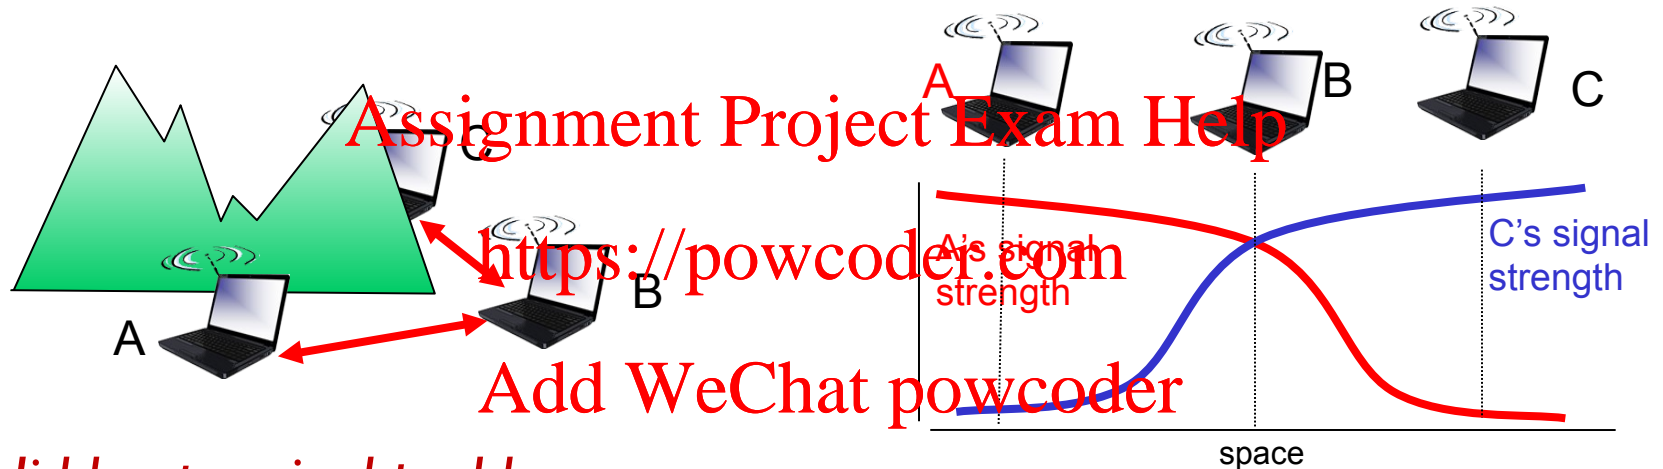 A
B
C
Assignment Project Exam Help
C
https://powcoder.com
A's signal
strength
C's signal
strength
B
A
Add WeChat powcoder
space